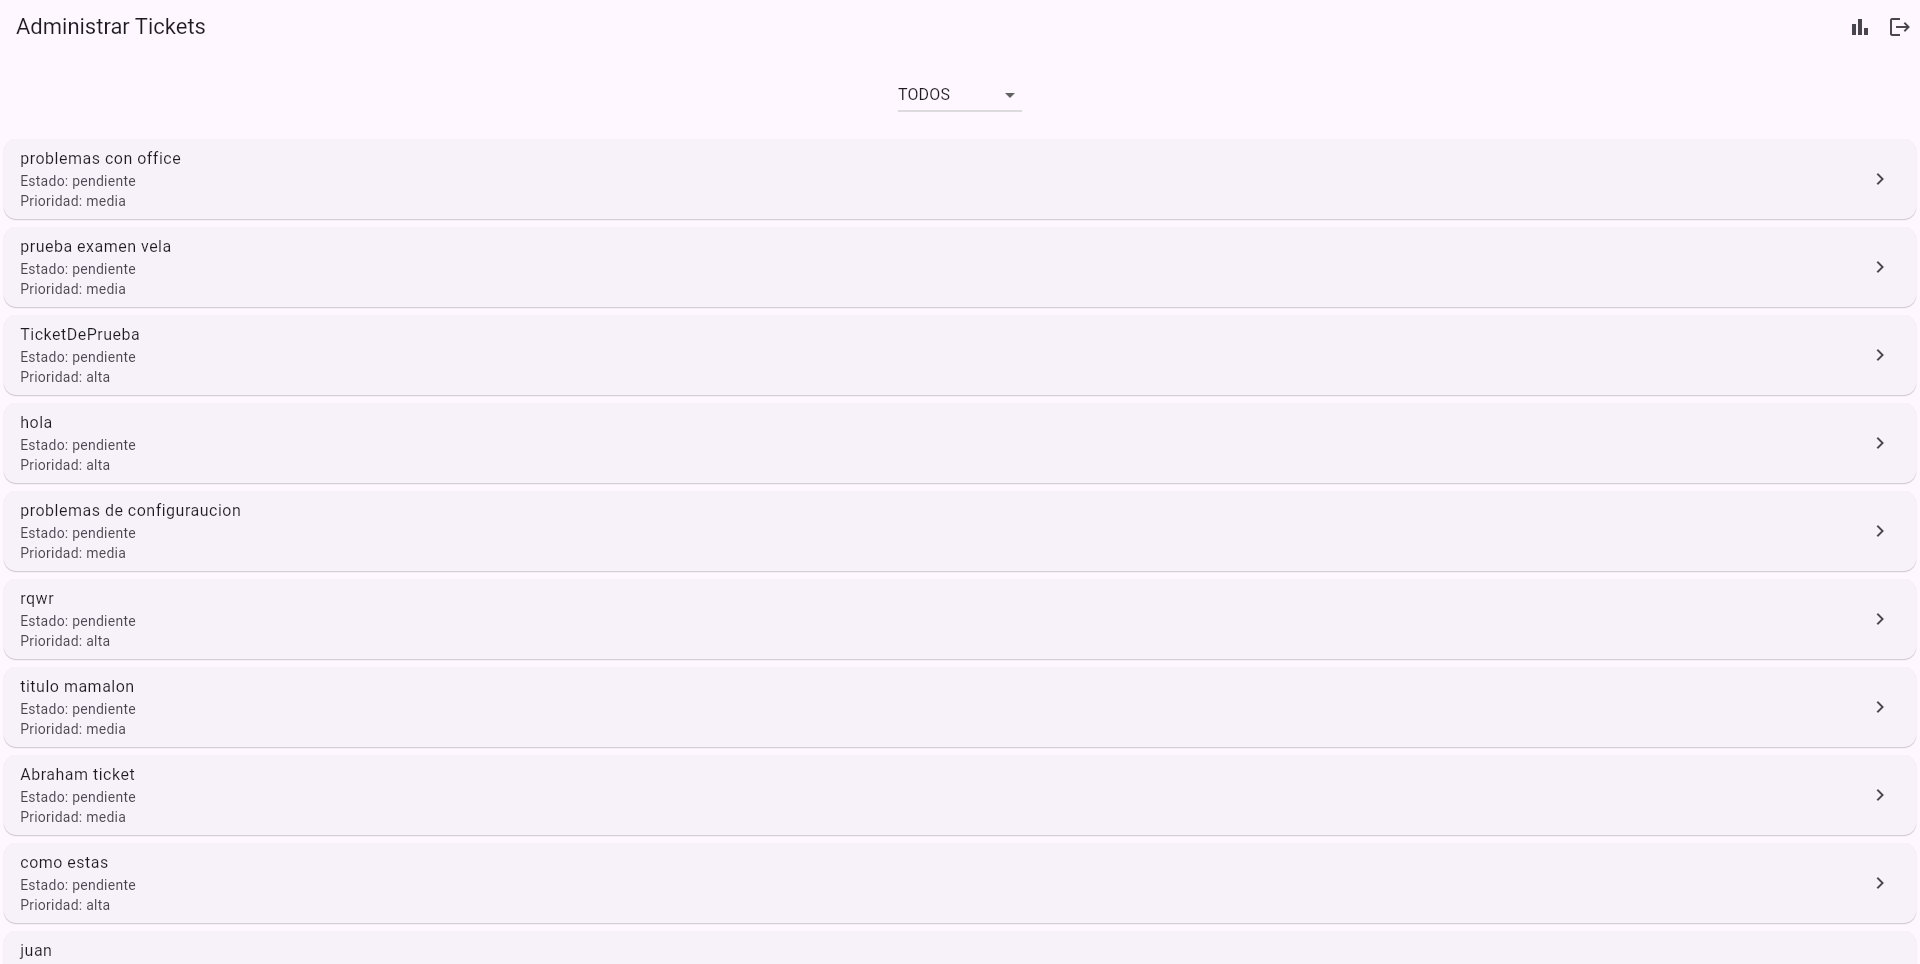 Administrar Tickets
TODOS
problemas con office
Estado: pendiente
Prioridad: media
prueba examen vela
Estado: pendiente
Prioridad: media
TicketDePrueba
Estado: pendiente
Prioridad: alta
hola
Estado: pendiente
Prioridad: alta
problemas de configuraucion
Estado: pendiente
Prioridad: media
rqwr
Estado: pendiente
Prioridad: alta
titulo mamalon
Estado: pendiente
Prioridad: media
Abraham ticket
Estado: pendiente
Prioridad: media
como estas
Estado: pendiente
Prioridad: alta
juan